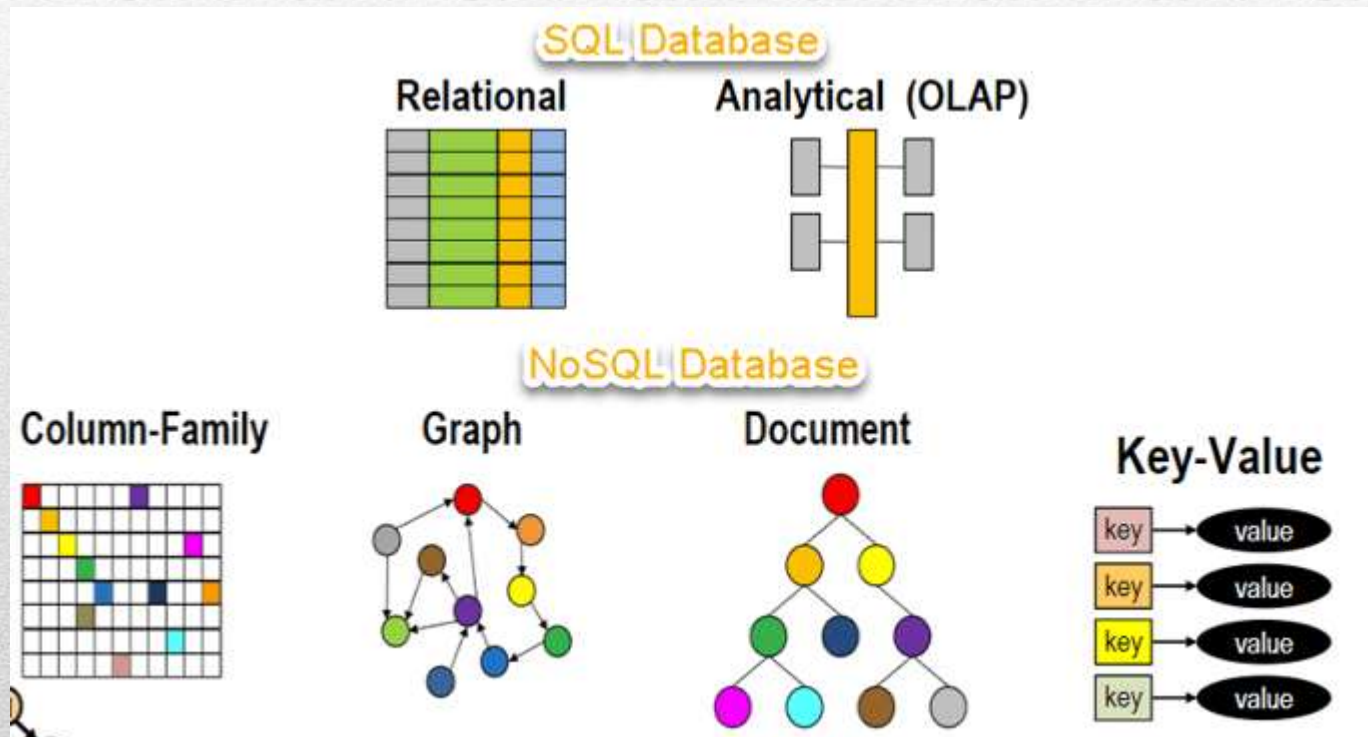 SQL Database
Relational
Analytical (OLAP)
NoSQL Database
Column-Family
Graph
Document
Key-Value
key value
key value
key value
key value